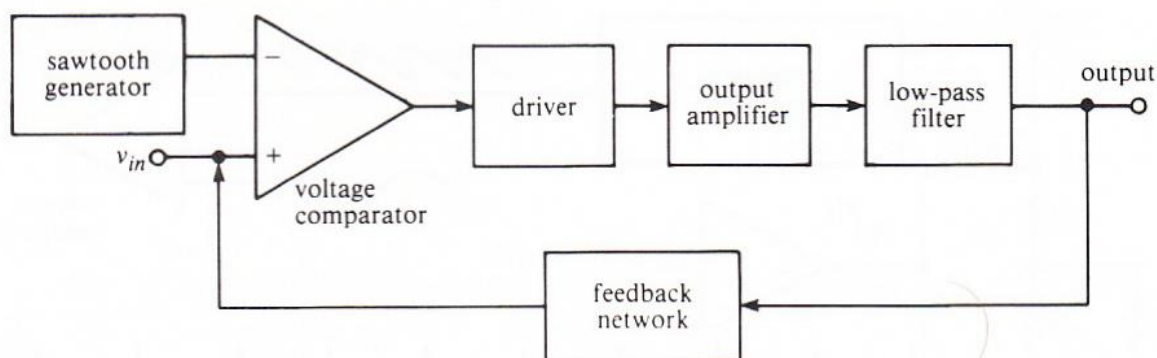 sawtooth
generator
−
v_in
+
voltage
comparator
driver
output
amplifier
low-pass
filter
output
feedback
network